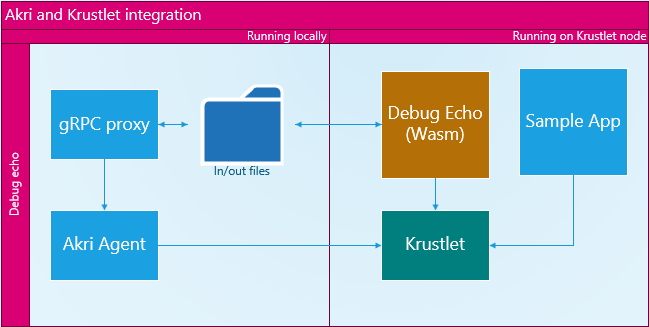 Akri and Krustlet integration
Running locally
Running on Krustlet node
Debug echo
gRPC proxy
In/out files
Debug Echo
(Wasm)
Sample App
Akri Agent
Krustlet